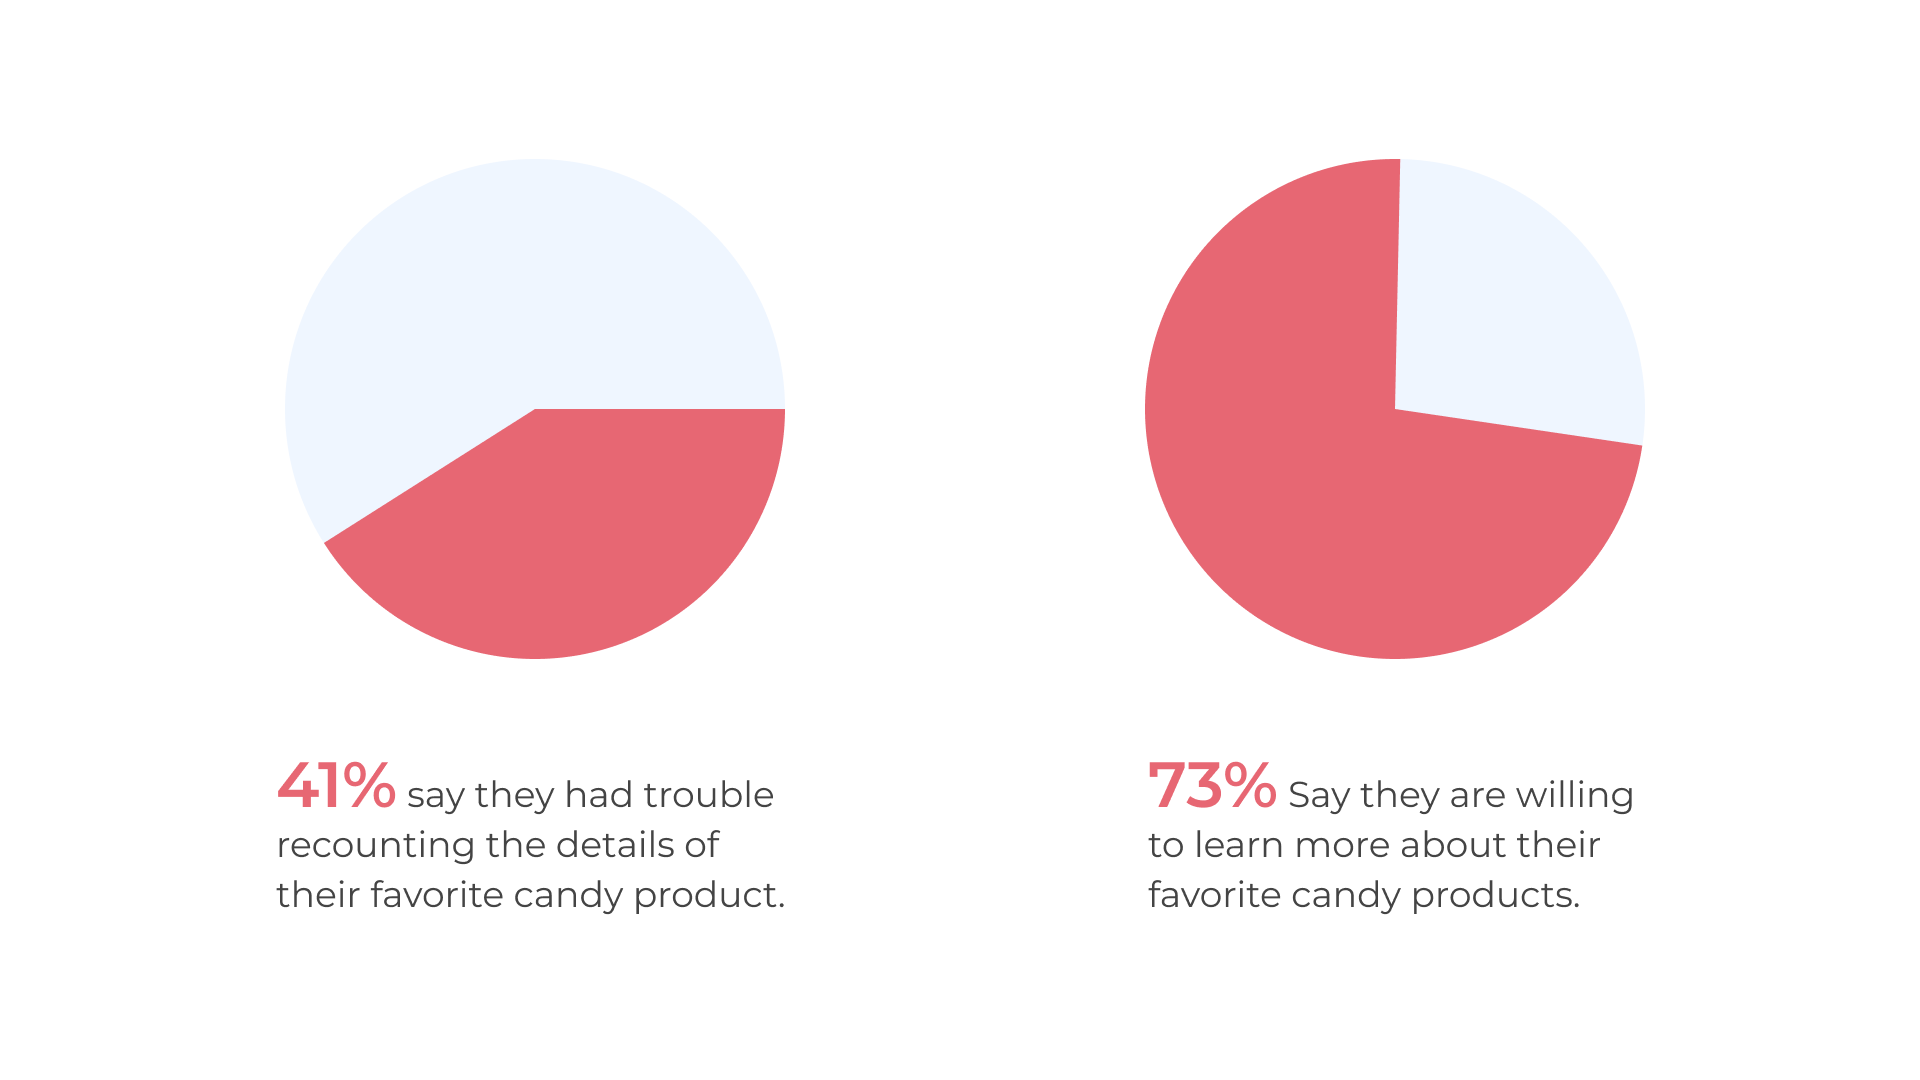 41% say they had trouble
recounting the details of
their favorite candy product.
73% Say they are willing
to learn more about their
favorite candy products.